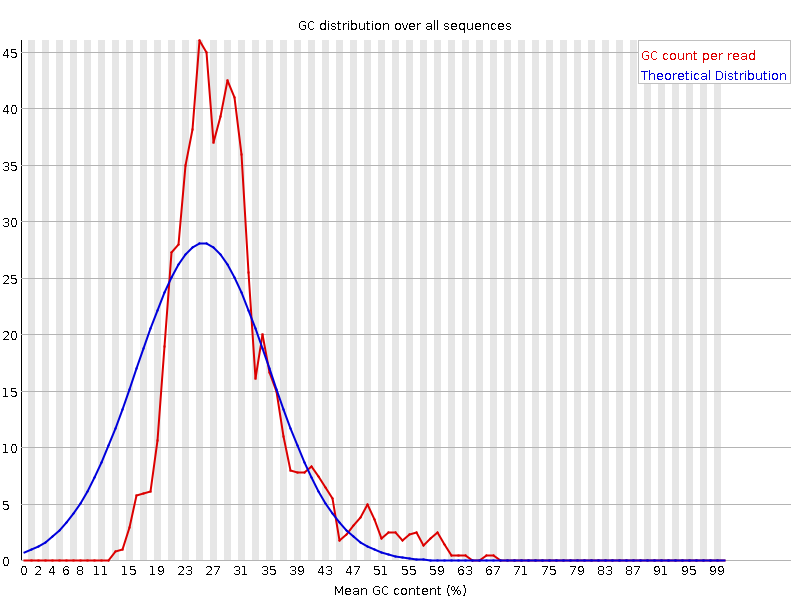 GC distribution over all sequences
GC count per read
Theoretical Distribution
45
40
35
30
25
20
15
10
5
0
0 2 4 6 8 11 15 19 23 27 31 35 39 43 47 51 55 59 63 67 71 75 79 83 87 91 95 99
Mean GC content (%)